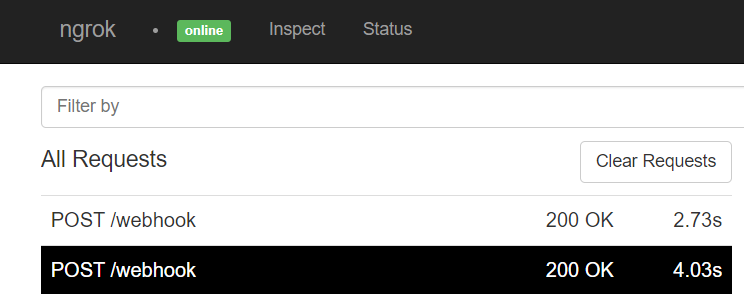 ngrok • online Inspect Status
Filter by
All Requests Clear Requests
POST /webhook 200 OK 2.73s
POST /webhook 200 OK 4.03s